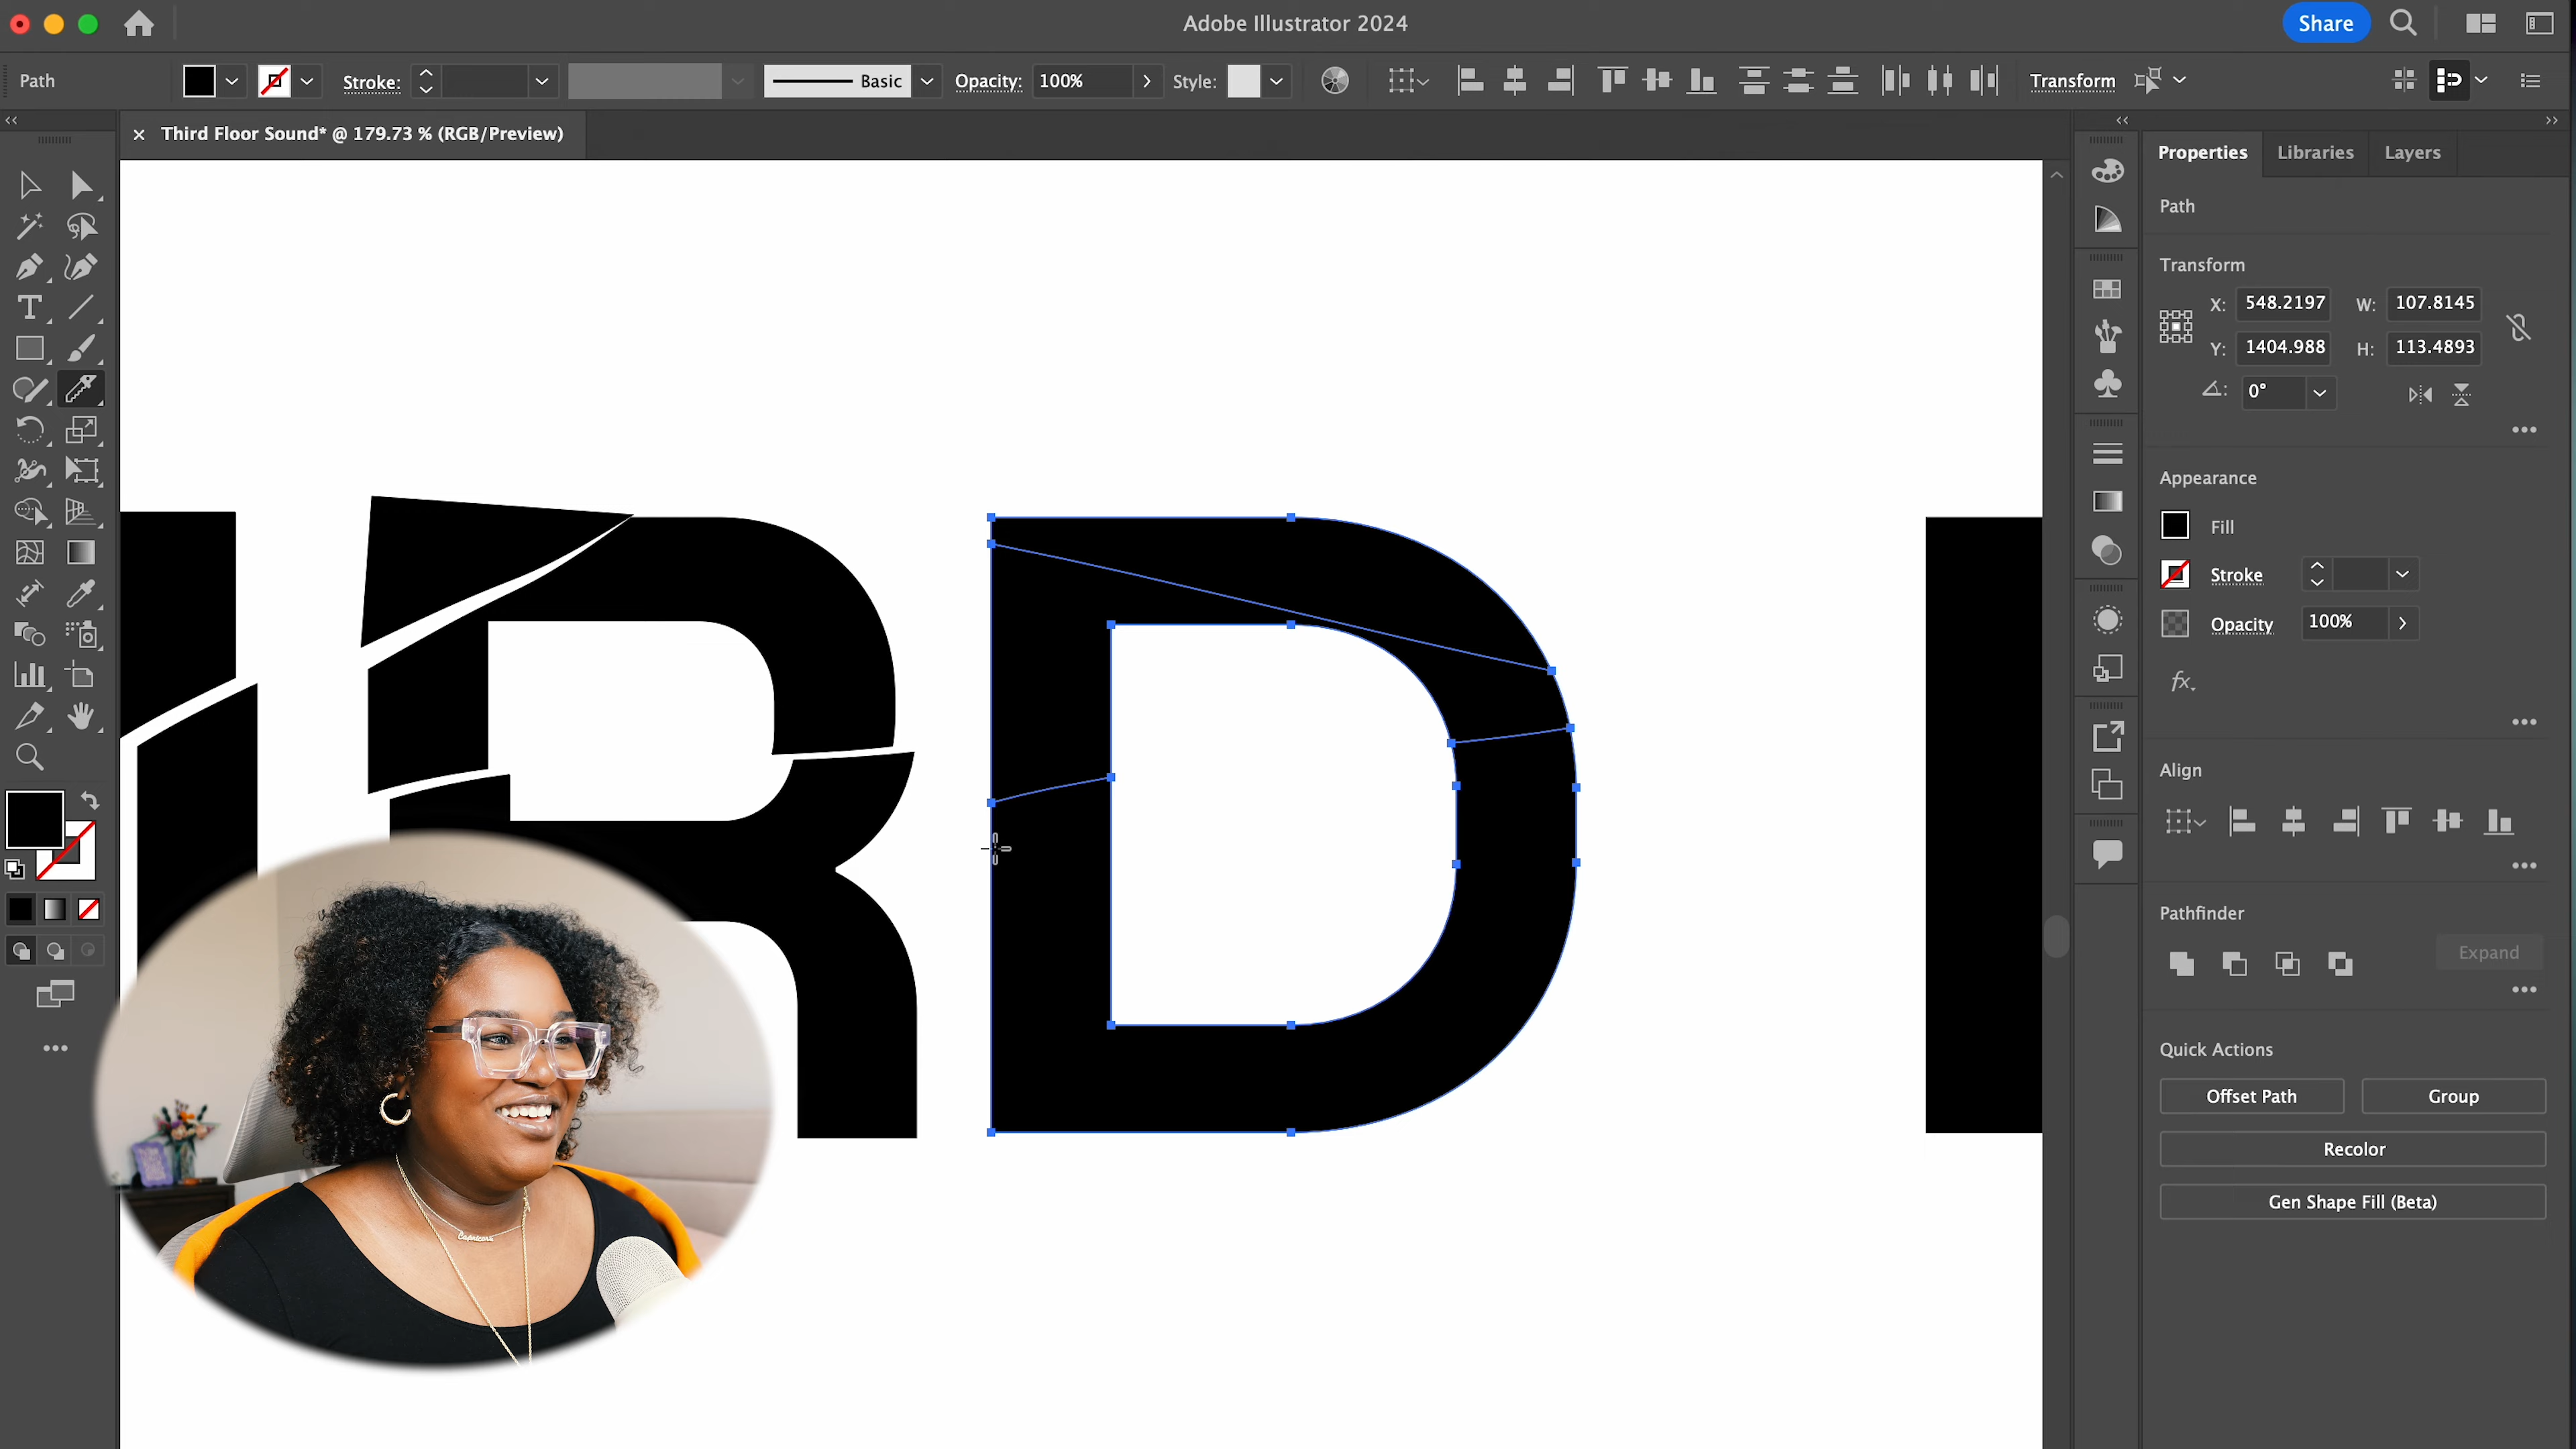 Adobe Illustrator 2024
Share
Path
Stroke:
Basic
Opacity: 100%
Style:
Transform
Third Floor Sound* @ 179.73 % (RGB/Preview)
Properties
Libraries
Layers
Path
Transform
X: 548.2197
W: 107.8145
Y: 1404.988
H: 113.4893
0°
Appearance
Fill
Stroke
Opacity 100%
fx
Align
Pathfinder
Expand
Quick Actions
Offset Path
Group
Recolor
Gen Shape Fill (Beta)
RD
Capricorn